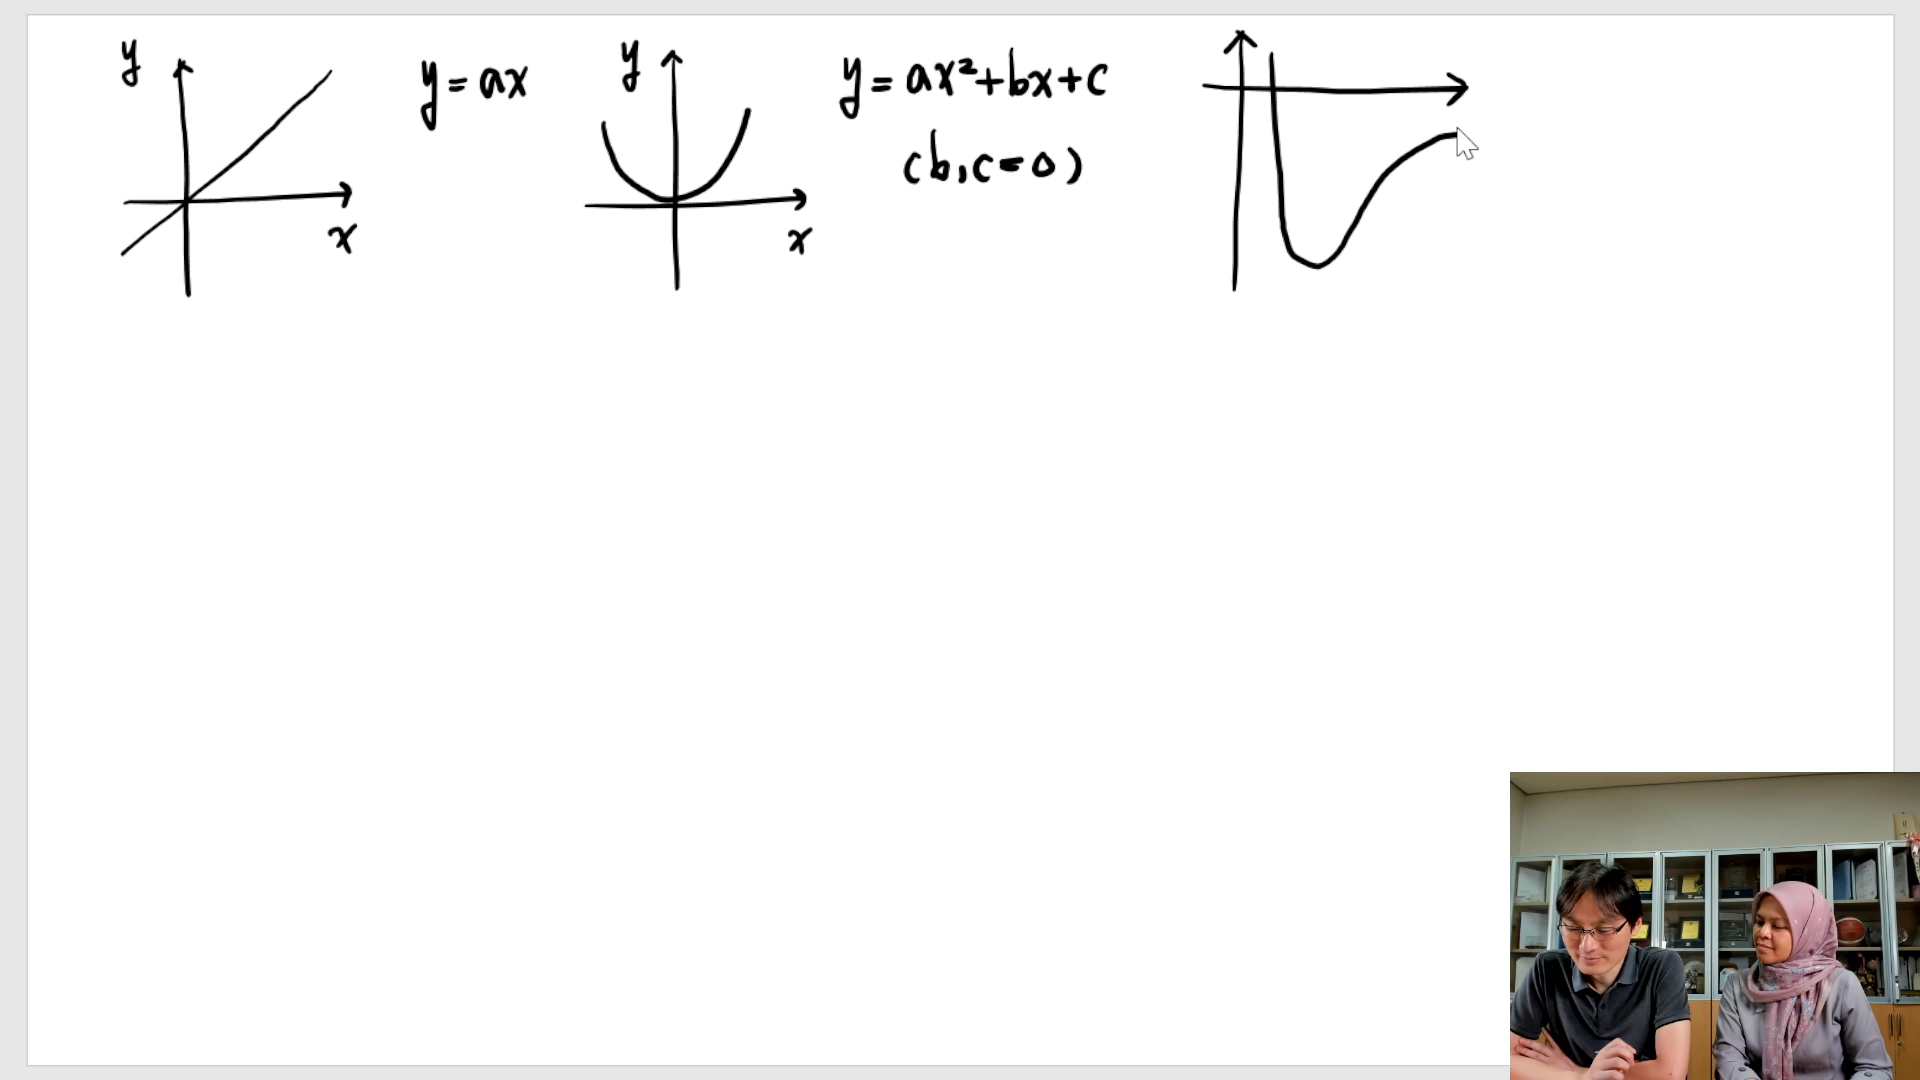 y
x
y = ax
y
x
y = ax²+bx+c
(b,c=0)